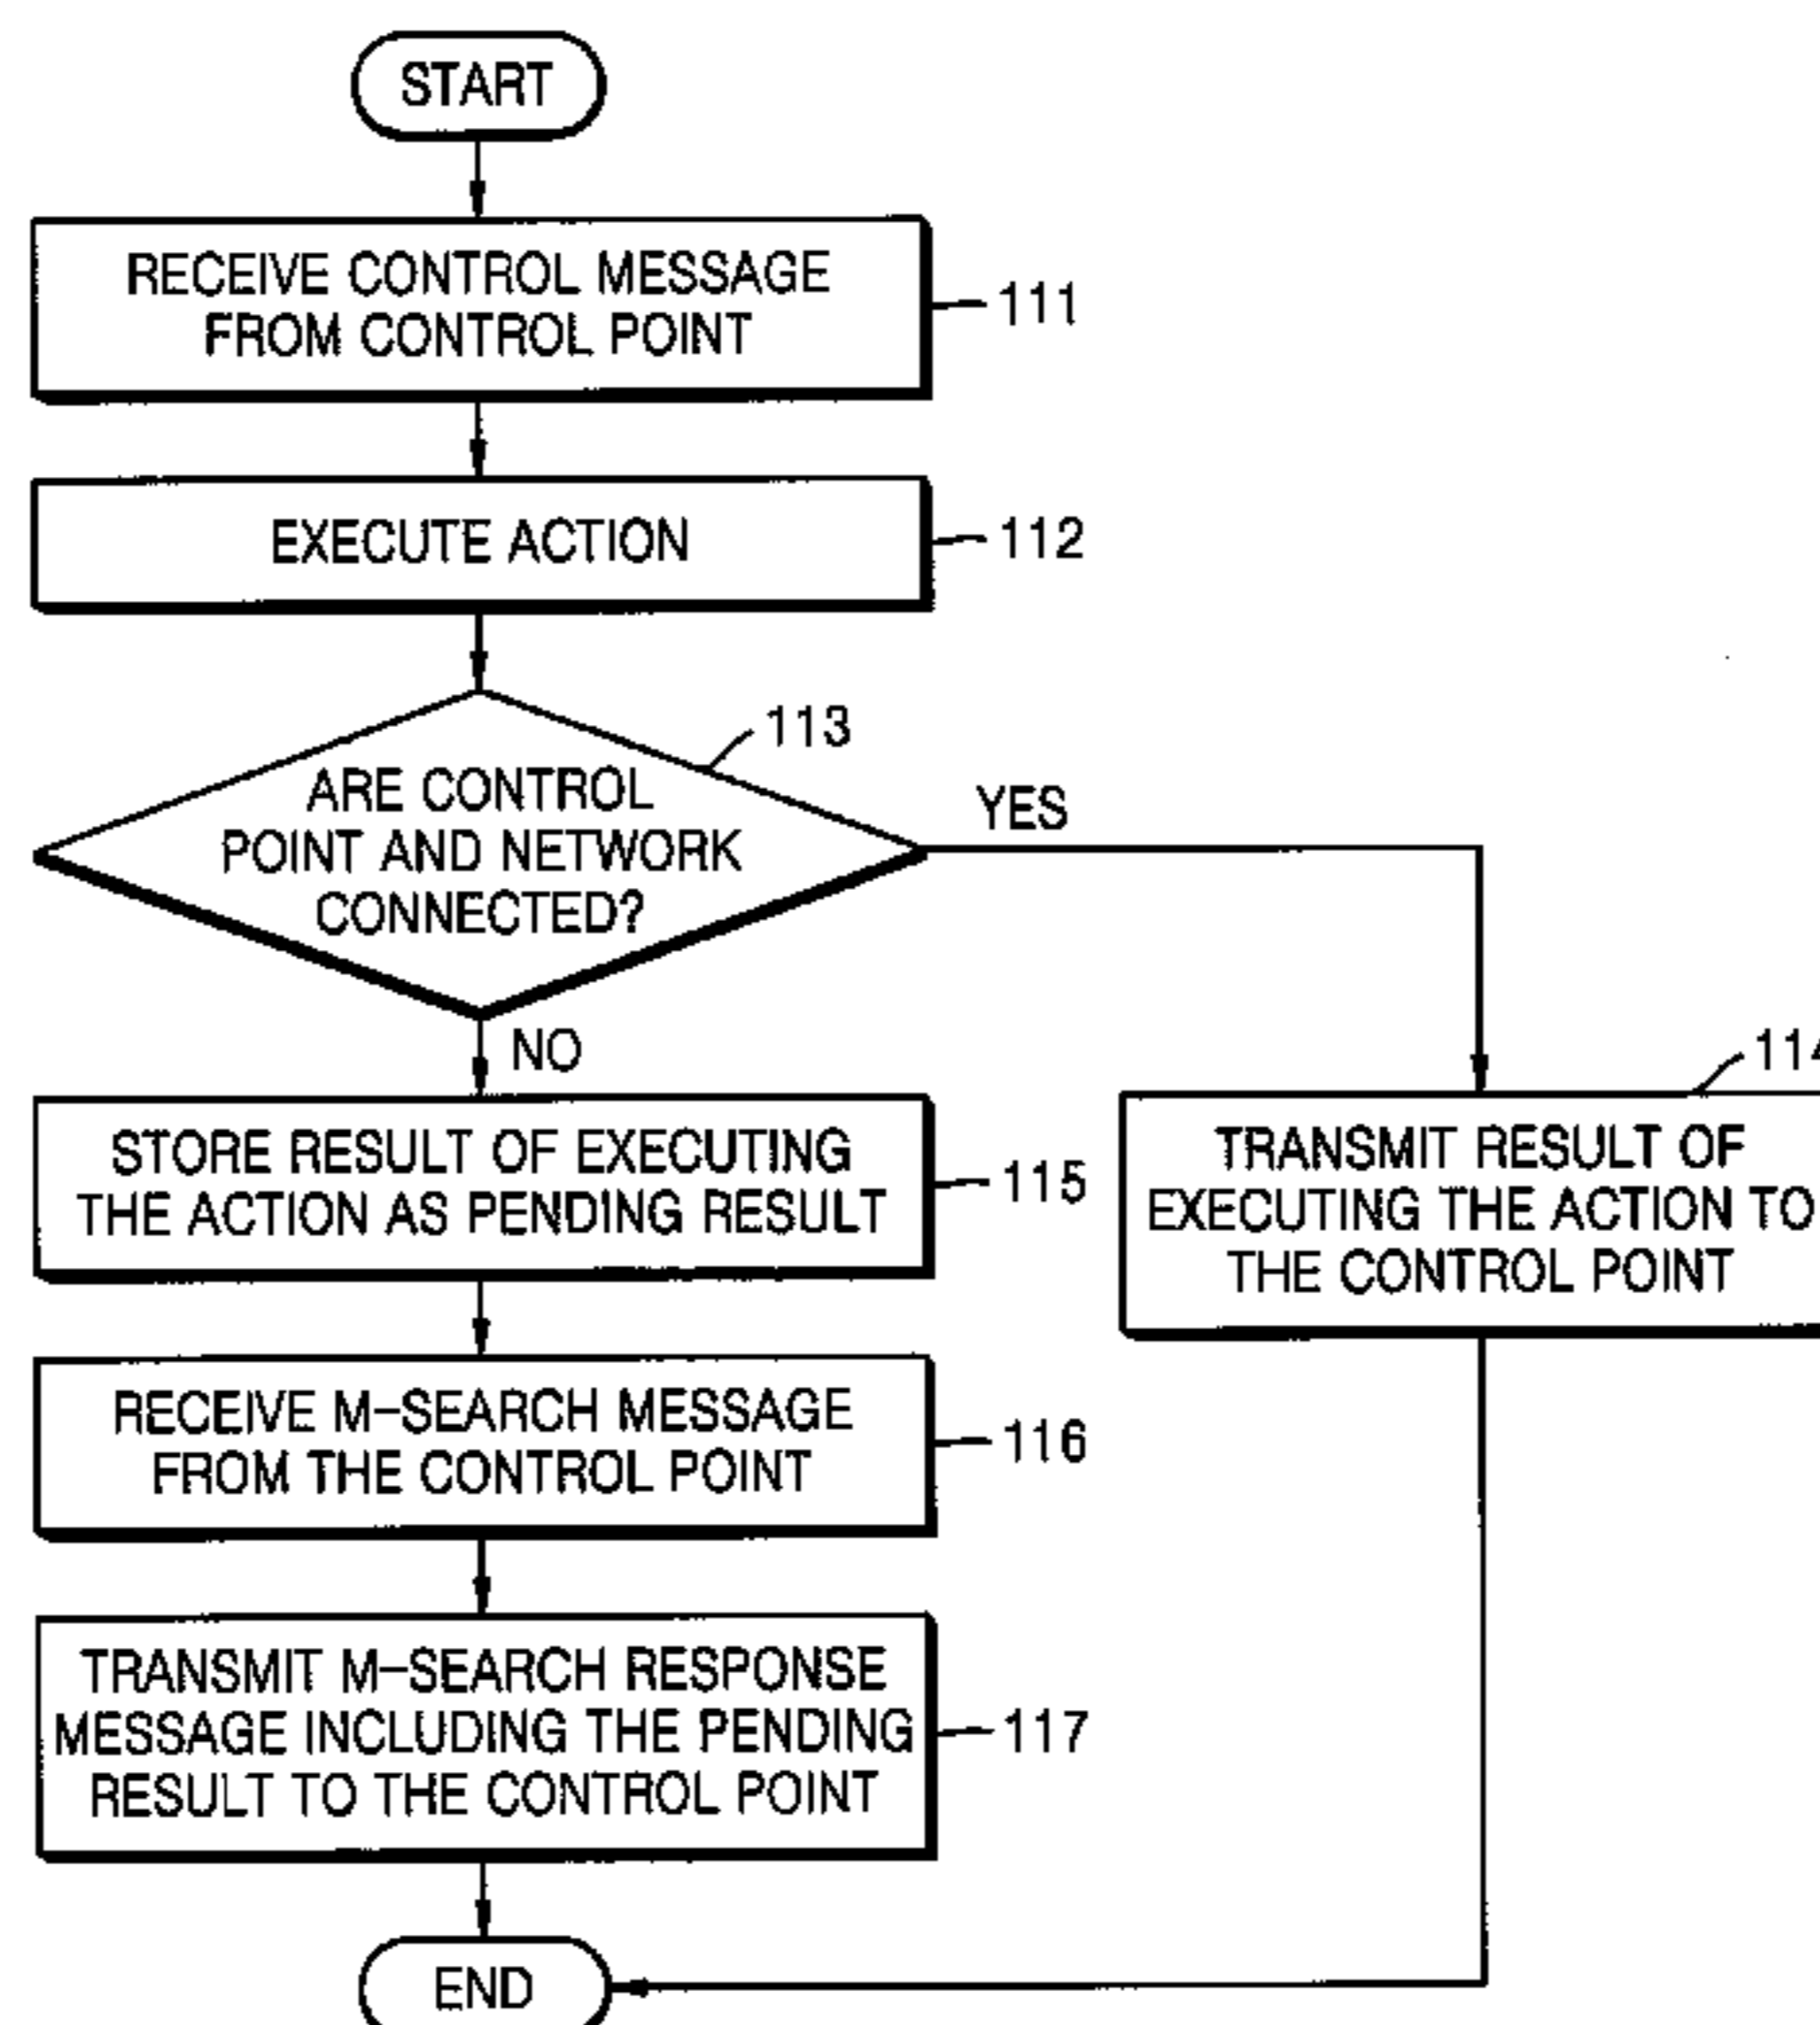 START
RECEIVE CONTROL MESSAGE
FROM CONTROL POINT
111
EXECUTE ACTION
112
113
ARE CONTROL
POINT AND NETWORK
CONNECTED?
YES
NO
114
TRANSMIT RESULT OF
EXECUTING THE ACTION TO
THE CONTROL POINT
STORE RESULT OF EXECUTING
THE ACTION AS PENDING RESULT
115
RECEIVE M-SEARCH MESSAGE
FROM THE CONTROL POINT
116
TRANSMIT M-SEARCH RESPONSE
MESSAGE INCLUDING THE PENDING
RESULT TO THE CONTROL POINT
117
END